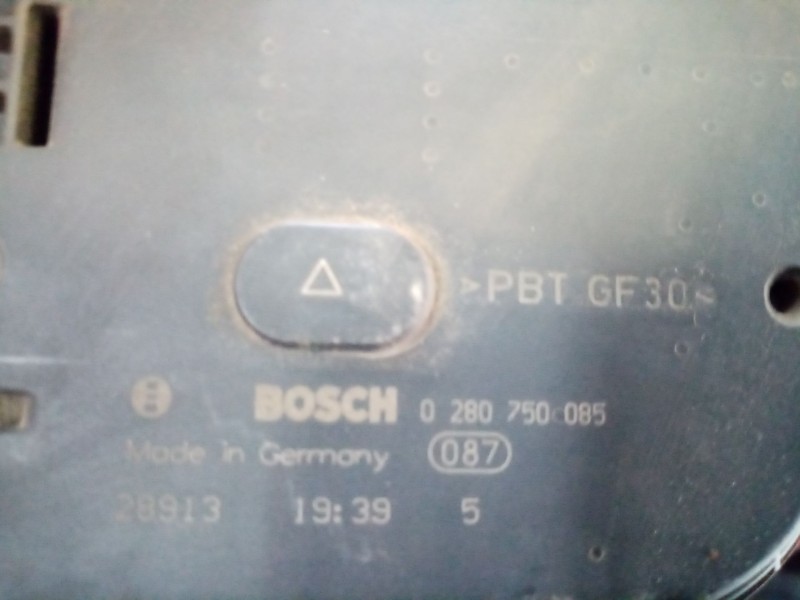 >PBT GF30<
BOSCH 0 280 750 085
Made in Germany 087
28913 19:39 5